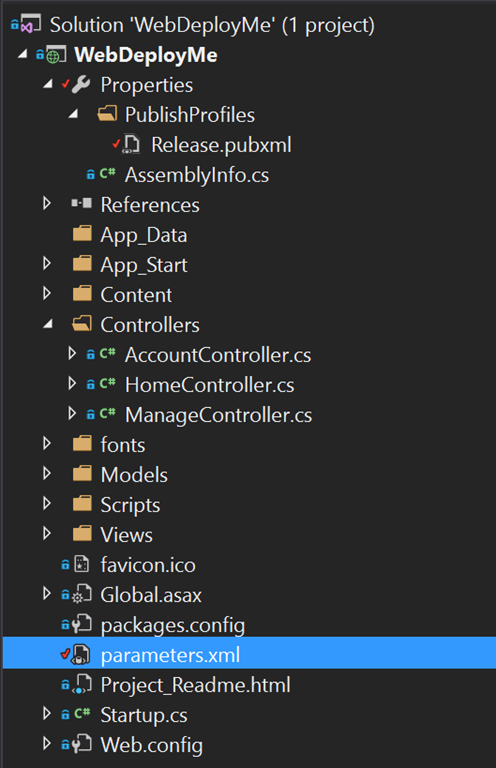 Solution 'WebDeployMe' (1 project)
WebDeployMe
Properties
PublishProfiles
Release.pubxml
C# AssemblyInfo.cs
References
App_Data
App_Start
Content
Controllers
C# AccountController.cs
C# HomeController.cs
C# ManageController.cs
fonts
Models
Scripts
Views
favicon.ico
Global.asax
packages.config
parameters.xml
Project_Readme.html
C# Startup.cs
Web.config